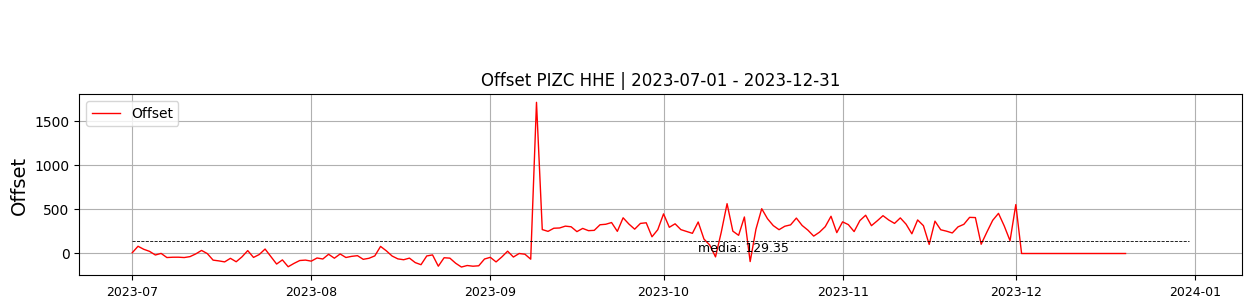 Offset PIZC HHE | 2023-07-01 - 2023-12-31
Offset
Offset
1500
1000
500
0
media: 129.35
2023-07 2023-08 2023-09 2023-10 2023-11 2023-12 2024-01